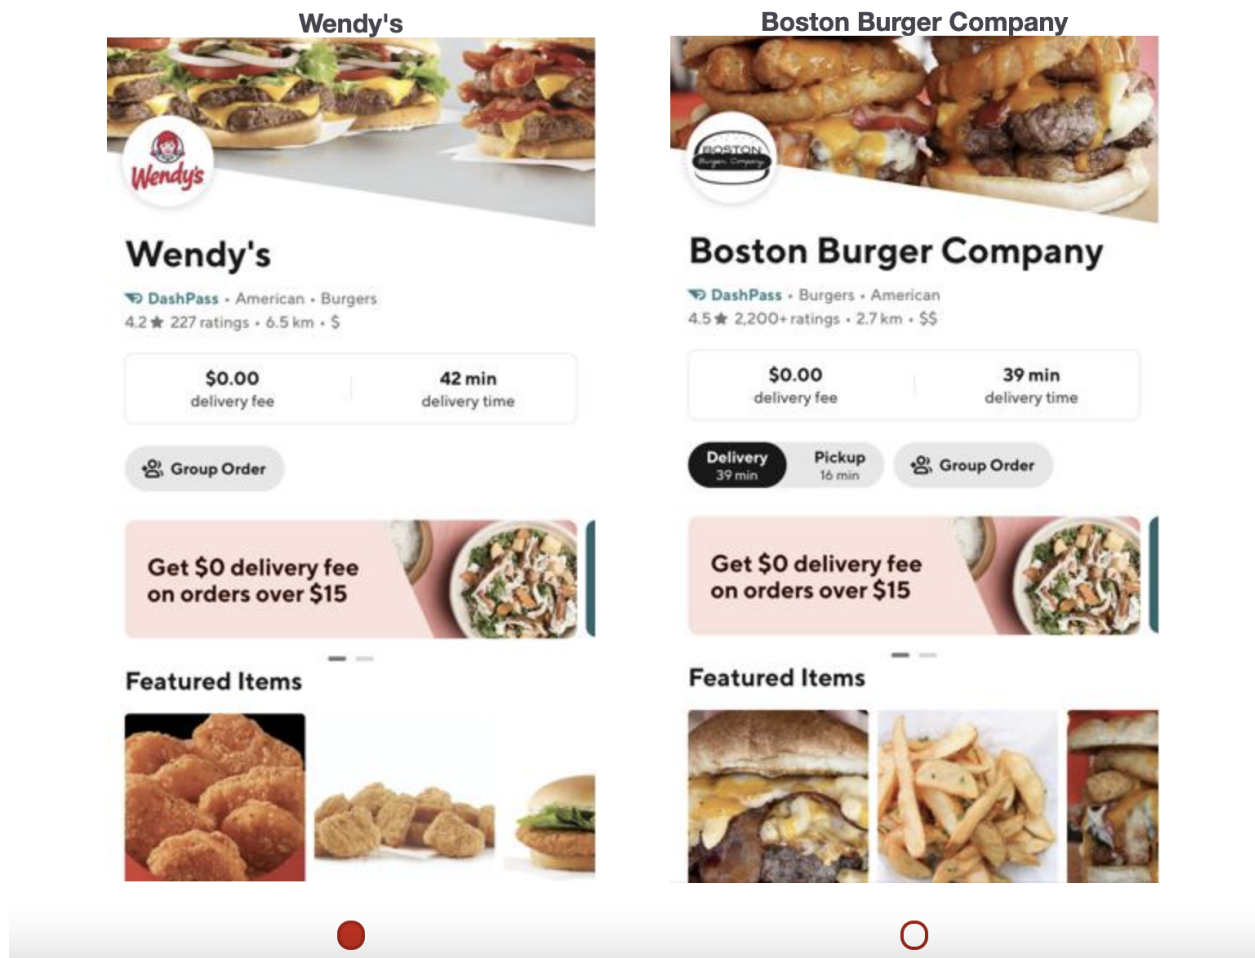 Wendy's
Wendy's
Wendy's
DashPass • American • Burgers
4.2 ★ 227 ratings • 6.5 km • $
$0.00
delivery fee
42 min
delivery time
Group Order
Get $0 delivery fee
on orders over $15
Featured Items
Boston Burger Company
BOSTON
Burger Company
Boston Burger Company
DashPass • Burgers • American
4.5 ★ 2,200+ ratings • 2.7 km • $$
$0.00
delivery fee
39 min
delivery time
Delivery
39 min
Pickup
16 min
Group Order
Get $0 delivery fee
on orders over $15
Featured Items